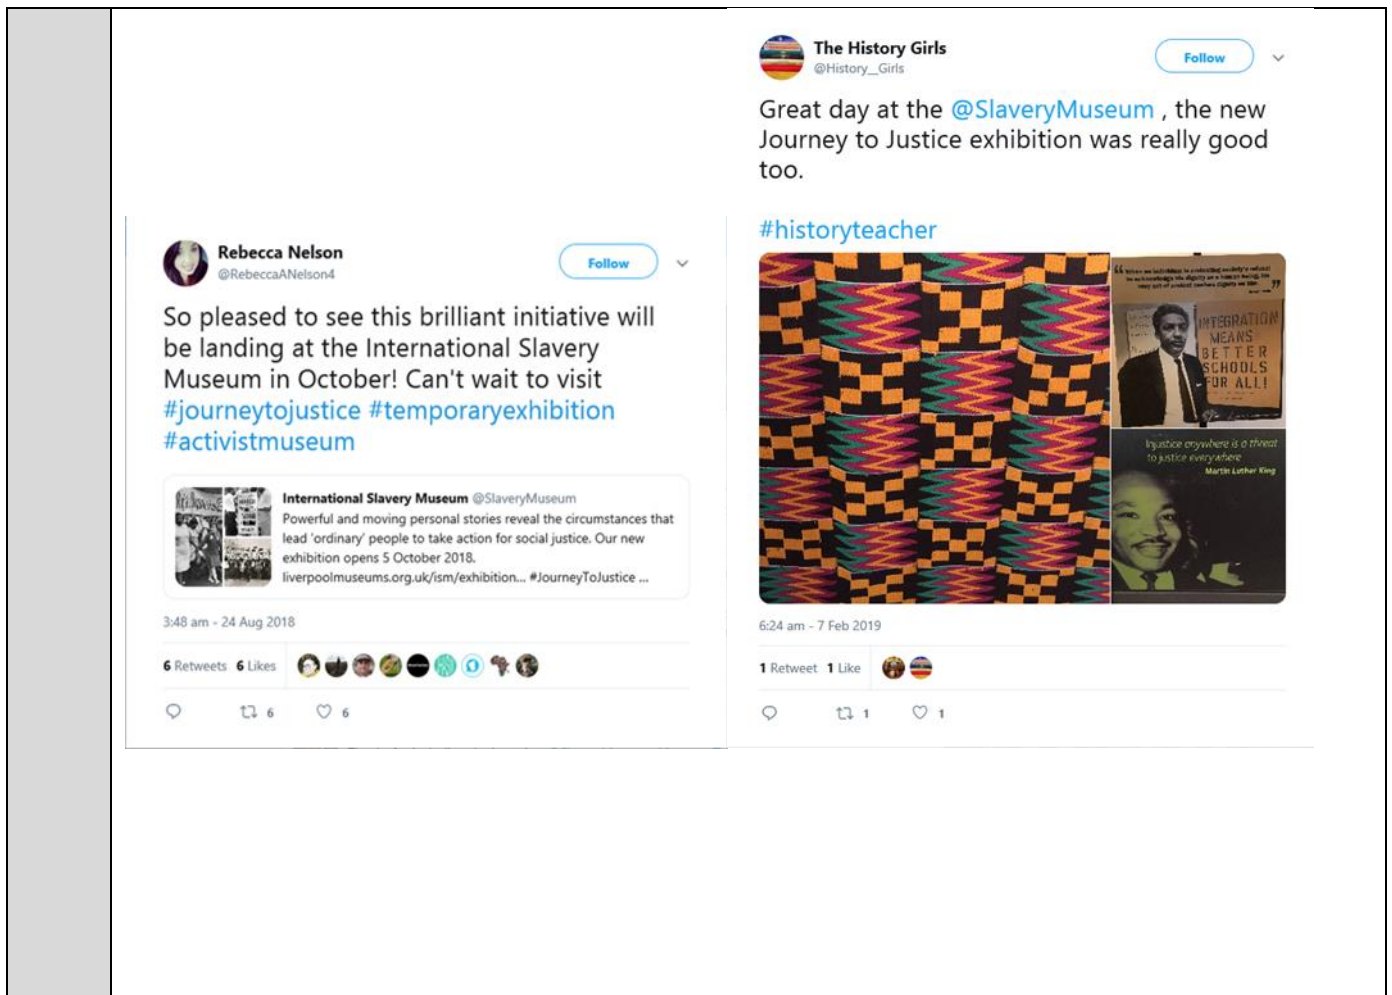 Rebecca Nelson
@RebeccaANelson4
Follow
So pleased to see this brilliant initiative will
be landing at the International Slavery
Museum in October! Can't wait to visit
#journeytojustice #temporaryexhibition
#activistmuseum
International Slavery Museum @SlaveryMuseum
Powerful and moving personal stories reveal the circumstances that
lead 'ordinary' people to take action for social justice. Our new
exhibition opens 5 October 2018.
liverpoolmuseums.org.uk/ism/exhibition... #JourneyToJustice ...
3:48 am - 24 Aug 2018
6 Retweets 6 Likes
6 6
The History Girls
@History__Girls
Follow
Great day at the @SlaveryMuseum , the new
Journey to Justice exhibition was really good
too.
#historyteacher
INTEGRATION
MEANS
BETTER
SCHOOLS
FOR ALL!
Injustice anywhere is a threat
to justice everywhere
Martin Luther King
6:24 am - 7 Feb 2019
1 Retweet 1 Like
1 1